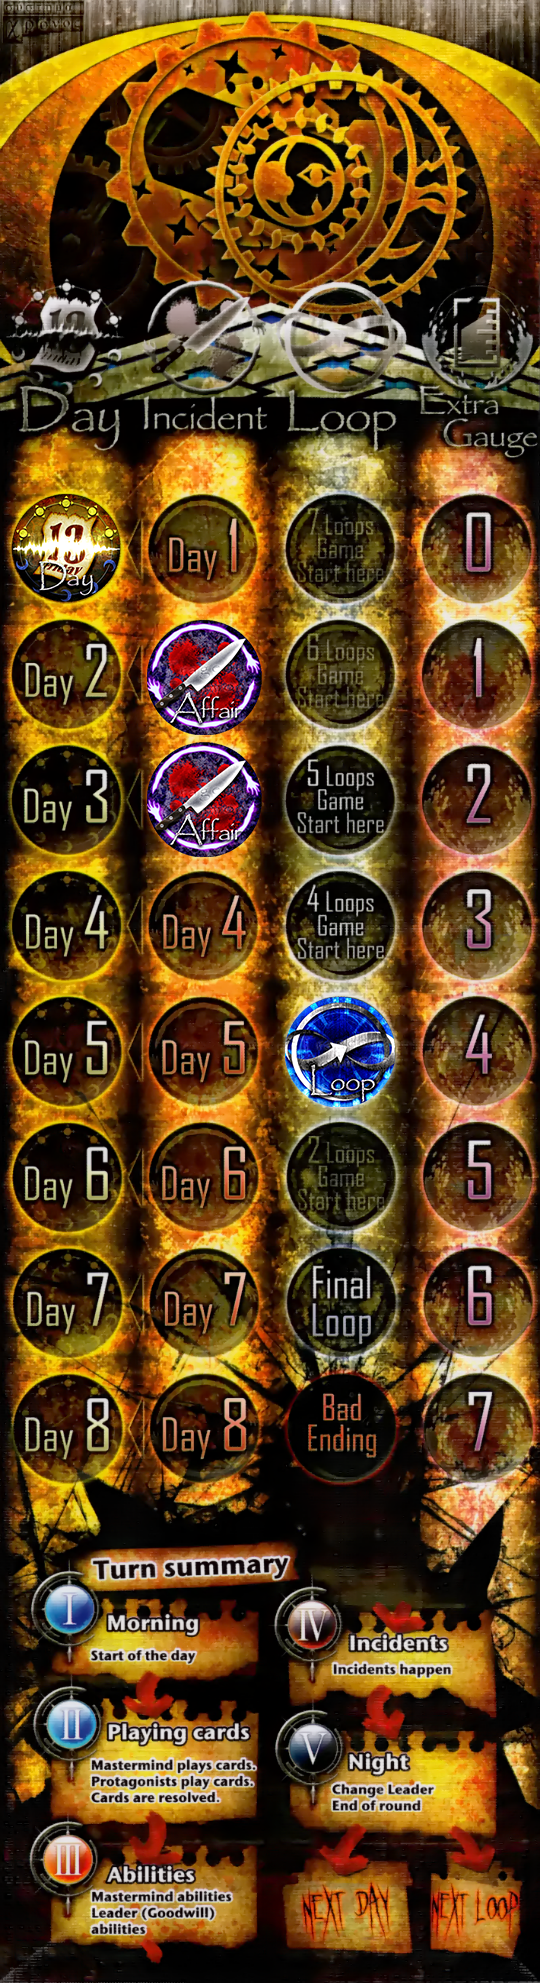 Day
Incident
Loop
Extra
Gauge
13
Day
Day 1
7 Loops
Game
Start here
0
Day 2
Affair
6 Loops
Game
Start here
1
Day 3
Affair
5 Loops
Game
Start here
2
Day 4
Day 4
4 Loops
Game
Start here
3
Day 5
Day 5
Loop
4
Day 6
Day 6
2 Loops
Game
Start here
5
Day 7
Day 7
Final
Loop
6
Day 8
Day 8
Bad
Ending
7
Turn summary
I
Morning
Start of the day
II
Playing cards
Mastermind plays cards.
Protagonists play cards.
Cards are resolved.
III
Abilities
Mastermind abilities
Leader (Goodwill)
abilities
IV
Incidents
Incidents happen
V
Night
Change Leader
End of round
NEXT DAY
NEXT LOOP